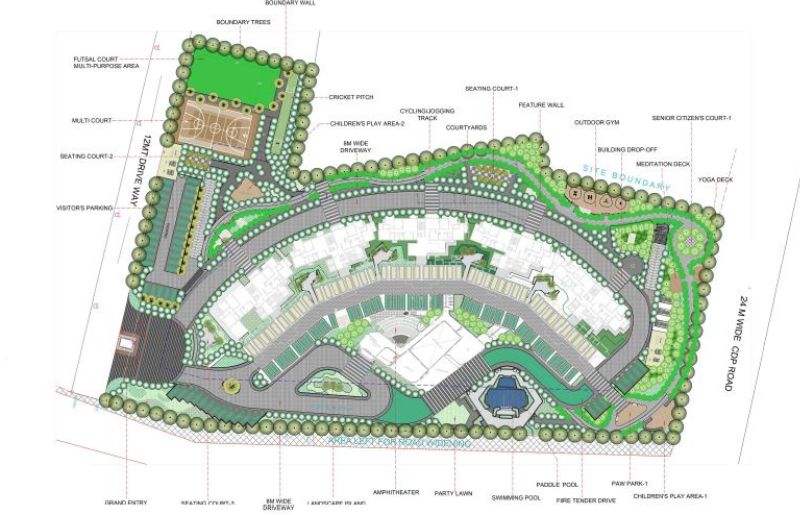 BOUNDARY WALL
BOUNDARY TREES
FUTSAL COURT
MULTI-PURPOSE AREA
CRICKET PITCH
SEATING COURT-1
CYCLING/JOGGING
TRACK
FEATURE WALL
COURTYARDS
MULTI COURT
CHILDREN'S PLAY AREA-2
OUTDOOR GYM
SENIOR CITIZEN'S COURT-1
8M WIDE
DRIVEWAY
BUILDING DROP-OFF
SEATING COURT-2
MEDITATION DECK
12MT DRIVE WAY
SITE BOUNDARY
YOGA DECK
VISITOR'S PARKING
24 M WIDE CDP ROAD
AREA LEFT FOR ROAD WIDENING
GRAND ENTRY
SEATING COURT-3
8M WIDE
DRIVEWAY
LANDSCAPE ISLAND
AMPHITHEATER
PARTY LAWN
SWIMMING POOL
PADDLE POOL
FIRE TENDER DRIVE
PAW PARK-1
CHILDREN'S PLAY AREA-1